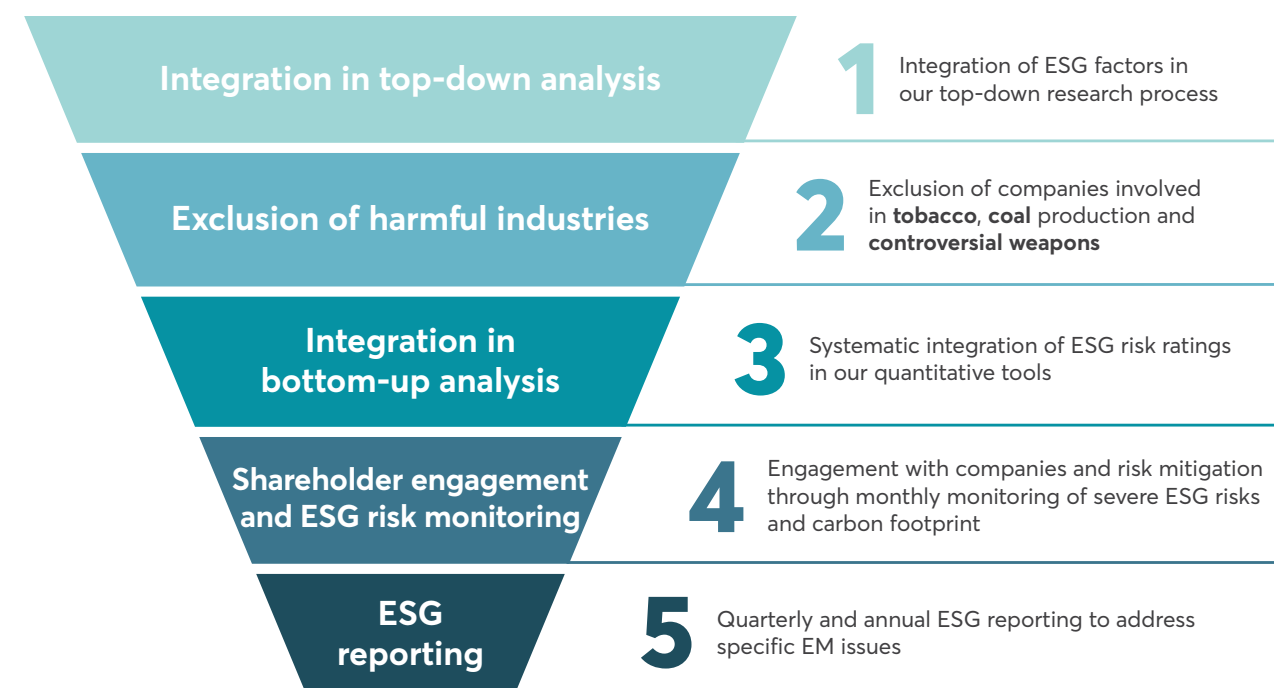 Integration in top-down analysis
1
Integration of ESG factors in
our top-down research process
Exclusion of harmful industries
2
Exclusion of companies involved
in tobacco, coal production and
controversial weapons
Integration in
bottom-up analysis
3
Systematic integration of ESG risk ratings
in our quantitative tools
Shareholder engagement
and ESG risk monitoring
4
Engagement with companies and risk mitigation
through monthly monitoring of severe ESG risks
and carbon footprint
ESG
reporting
5
Quarterly and annual ESG reporting to address
specific EM issues